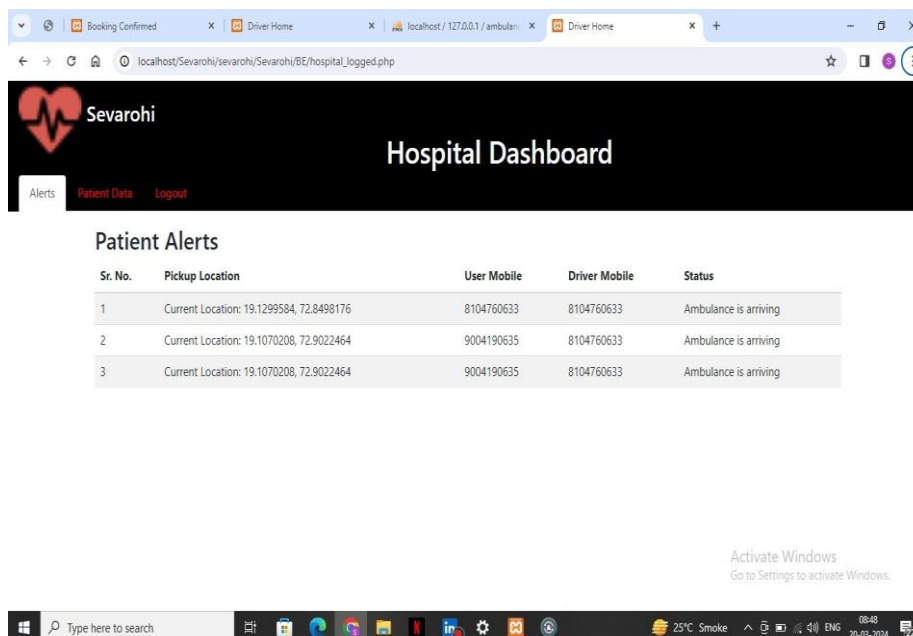 Booking Confirmed
Driver Home
localhost / 127.0.0.1 / ambulan
Driver Home
localhost/Sevarohi/sevarohi/Sevarohi/BE/hospital_logged.php
S
Sevarohi
Hospital Dashboard
Alerts Patient Data Logout
Patient Alerts
Sr. No. Pickup Location User Mobile Driver Mobile Status
1 Current Location: 19.1299584, 72.8498176 8104760633 8104760633 Ambulance is arriving
2 Current Location: 19.1070208, 72.9022464 9004190635 8104760633 Ambulance is arriving
3 Current Location: 19.1070208, 72.9022464 9004190635 8104760633 Ambulance is arriving
Activate Windows
Go to Settings to activate Windows.
Type here to search
N
in
25°C Smoke
ENG
08:48
20-03-2024